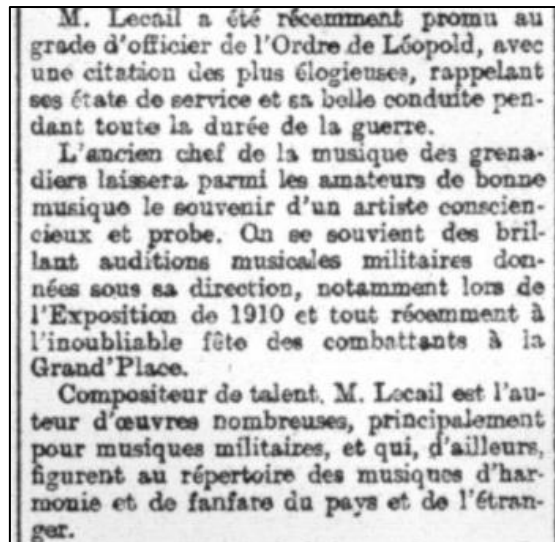 M. Lecail a été récemment promu au
grade d'officier de l'Ordre de Léopold, avec
une citation des plus élogieuses, rappelant
ses états de service et sa belle conduite pen-
dant toute la durée de la guerre.
L'ancien chef de la musique des grena-
diers laissera parmi les amateurs de bonne
musique le souvenir d'un artiste conscien-
cieux et probe. On se souvient des bril-
lant auditions musicales militaires don-
nées sous sa direction, notamment lors de
l'Exposition de 1910 et tout récemment à
l'inoubliable fête des combattants à la
Grand'Place.
Compositeur de talent, M. Lecail est l'au-
teur d'œuvres nombreuses, principalement
pour musiques militaires, et qui, d'ailleurs,
figurent au répertoire des musiques d'har-
monie et de fanfare du pays et de l'étran-
ger.